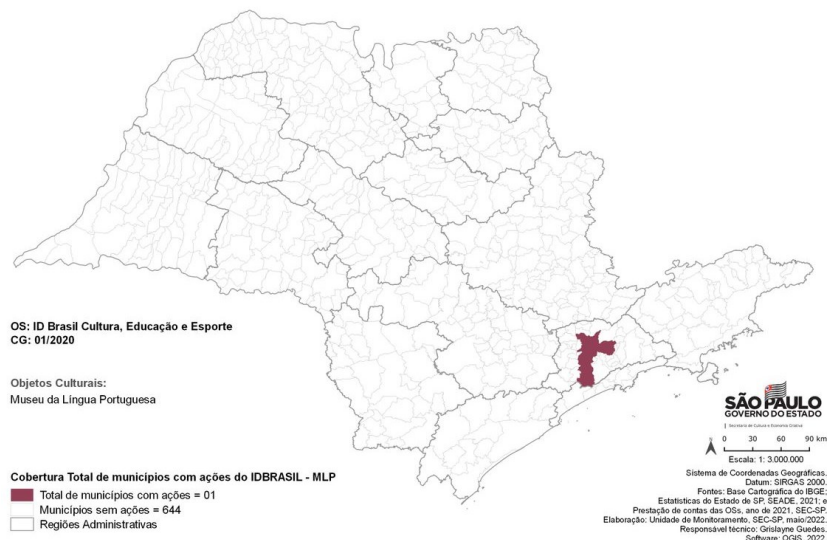 OS: ID Brasil Cultura, Educação e Esporte
CG: 01/2020
Objetos Culturais:
Museu da Língua Portuguesa
Cobertura Total de municípios com ações do IDBRASIL - MLP
Total de municípios com ações = 01
Municípios sem ações = 644
Regiões Administrativas
SÃO PAULO
GOVERNO DO ESTADO
Secretaria de Cultura e Economia Criativa
N
0 30 60 90 km
Escala: 1: 3.000.000
Sistema de Coordenadas Geográficas.
Datum: SIRGAS 2000.
Fontes: Base Cartográfica do IBGE;
Estatísticas do Estado de SP, SEADE, 2021; e
Prestação de contas das OSs, ano de 2021, SEC-SP.
Elaboração: Unidade de Monitoramento, SEC-SP, maio/2022.
Responsável técnico: Grislayne Guedes.
Software: QGIS, 2022.